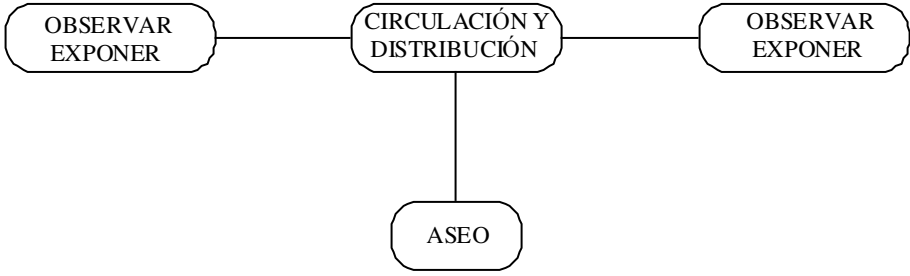 OBSERVAR
EXPONER
CIRCULACIÓN Y
DISTRIBUCIÓN
OBSERVAR
EXPONER
ASEO